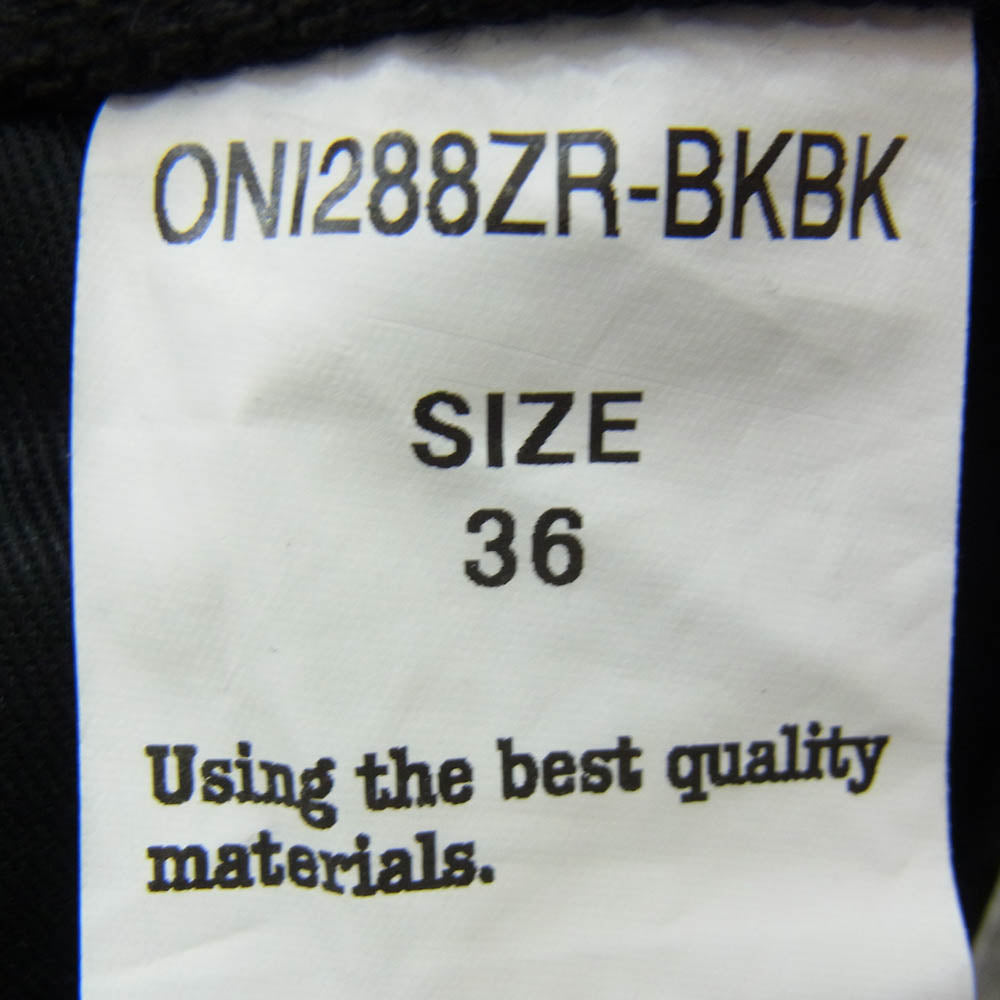 ONI288ZR-BKBK
SIZE
36
Using the best quality
materials.